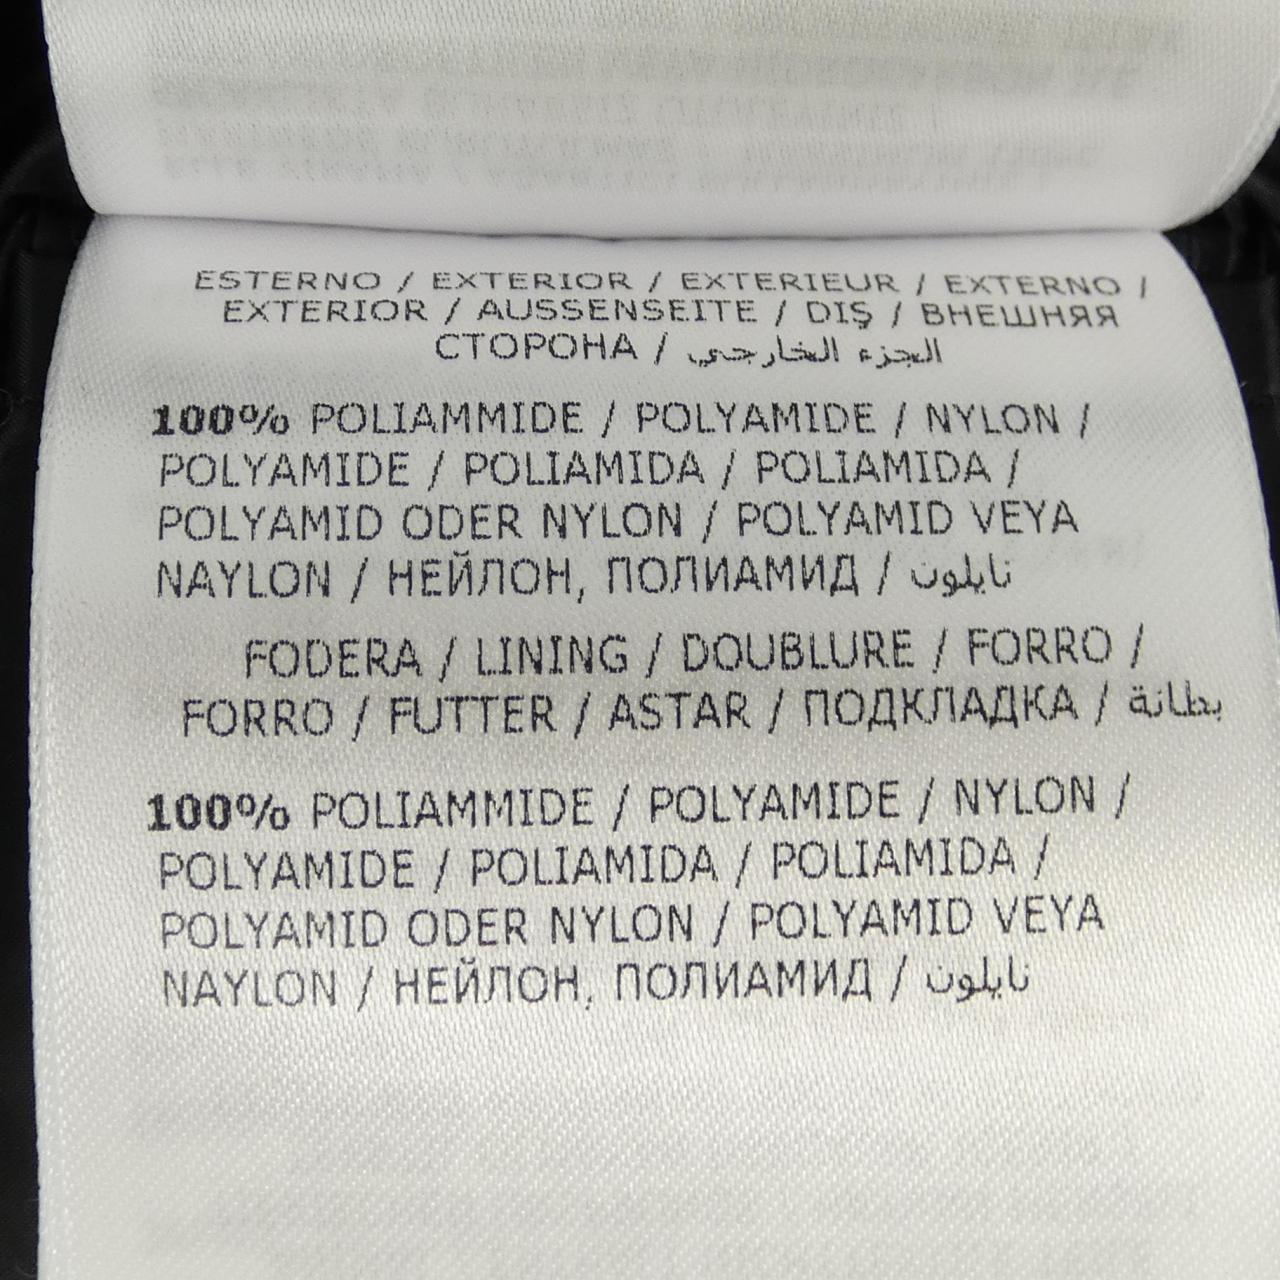 ESTERNO / EXTERIOR / EXTERIEUR / EXTERNO /
EXTERIOR / AUSSENSEITE / DIŞ / ВНЕШНЯЯ
СТОРОНА / الجزء الخارجي
100% POLIAMMIDE / POLYAMIDE / NYLON /
POLYAMIDE / POLIAMIDA / POLIAMIDA /
POLYAMID ODER NYLON / POLYAMID VEYA
NAYLON / НЕЙЛОН, ПОЛИАМИД / نايلون
FODERA / LINING / DOUBLURE / FORRO /
FORRO / FUTTER / ASTAR / ПОДКЛАДКА / بطانة
100% POLIAMMIDE / POLYAMIDE / NYLON /
POLYAMIDE / POLIAMIDA / POLIAMIDA /
POLYAMID ODER NYLON / POLYAMID VEYA
NAYLON / НЕЙЛОН, ПОЛИАМИД / نايلون